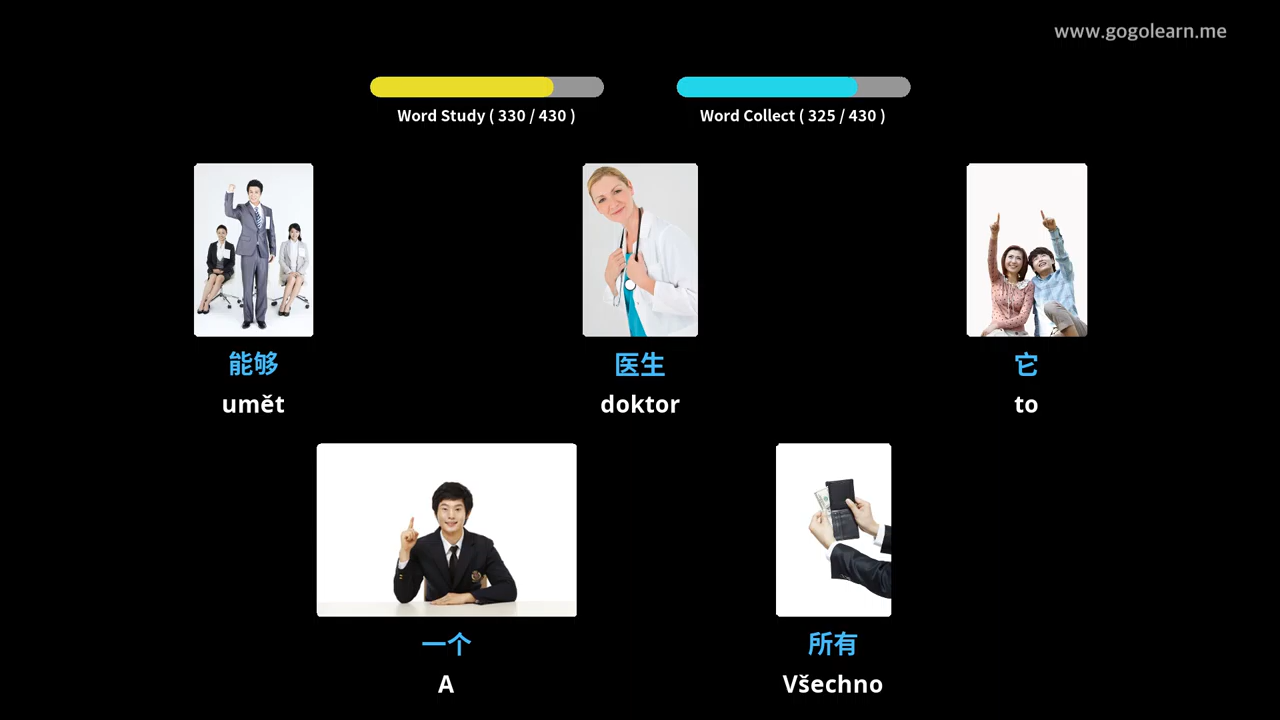 www.gogolearn.me
Word Study ( 330 / 430 )
Word Collect ( 325 / 430 )
能够
医生
它
umět
doktor
to
一个
所有
A
Všechno